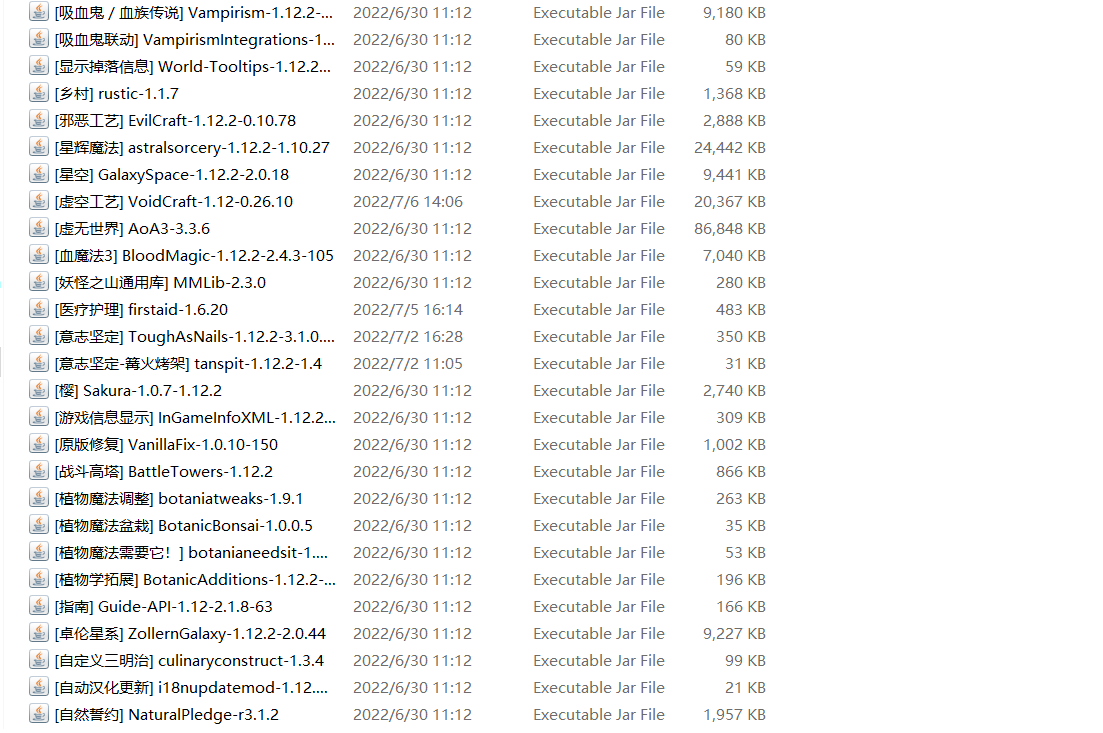 [吸血鬼 / 血族传说] Vampirism-1.12.2-... 2022/6/30 11:12 Executable Jar File 9,180 KB
[吸血鬼联动] VampirismIntegrations-1... 2022/6/30 11:12 Executable Jar File 80 KB
[显示掉落信息] World-Tooltips-1.12.2... 2022/6/30 11:12 Executable Jar File 59 KB
[乡村] rustic-1.1.7 2022/6/30 11:12 Executable Jar File 1,368 KB
[邪恶工艺] EvilCraft-1.12.2-0.10.78 2022/6/30 11:12 Executable Jar File 2,888 KB
[星辉魔法] astralsorcery-1.12.2-1.10.27 2022/6/30 11:12 Executable Jar File 24,442 KB
[星空] GalaxySpace-1.12.2-2.0.18 2022/6/30 11:12 Executable Jar File 9,441 KB
[虚空工艺] VoidCraft-1.12-0.26.10 2022/7/6 14:06 Executable Jar File 20,367 KB
[虚无世界] AoA3-3.3.6 2022/6/30 11:12 Executable Jar File 86,848 KB
[血魔法3] BloodMagic-1.12.2-2.4.3-105 2022/6/30 11:12 Executable Jar File 7,040 KB
[妖怪之山通用库] MMLib-2.3.0 2022/6/30 11:12 Executable Jar File 280 KB
[医疗护理] firstaid-1.6.20 2022/7/5 16:14 Executable Jar File 483 KB
[意志坚定] ToughAsNails-1.12.2-3.1.0.... 2022/7/2 16:28 Executable Jar File 350 KB
[意志坚定-篝火烤架] tanspit-1.12.2-1.4 2022/7/2 11:05 Executable Jar File 31 KB
[樱] Sakura-1.0.7-1.12.2 2022/6/30 11:12 Executable Jar File 2,740 KB
[游戏信息显示] InGameInfoXML-1.12.2... 2022/6/30 11:12 Executable Jar File 309 KB
[原版修复] VanillaFix-1.0.10-150 2022/6/30 11:12 Executable Jar File 1,002 KB
[战斗高塔] BattleTowers-1.12.2 2022/6/30 11:12 Executable Jar File 866 KB
[植物魔法调整] botaniatweaks-1.9.1 2022/6/30 11:12 Executable Jar File 263 KB
[植物魔法盆栽] BotanicBonsai-1.0.0.5 2022/6/30 11:12 Executable Jar File 35 KB
[植物魔法需要它！] botanianeedsit-1.... 2022/6/30 11:12 Executable Jar File 53 KB
[植物学拓展] BotanicAdditions-1.12.2-... 2022/6/30 11:12 Executable Jar File 196 KB
[指南] Guide-API-1.12-2.1.8-63 2022/6/30 11:12 Executable Jar File 166 KB
[卓伦星系] ZollernGalaxy-1.12.2-2.0.44 2022/6/30 11:12 Executable Jar File 9,227 KB
[自定义三明治] culinaryconstruct-1.3.4 2022/6/30 11:12 Executable Jar File 99 KB
[自动汉化更新] i18nupdatemod-1.12.... 2022/6/30 11:12 Executable Jar File 21 KB
[自然誓约] NaturalPledge-r3.1.2 2022/6/30 11:12 Executable Jar File 1,957 KB